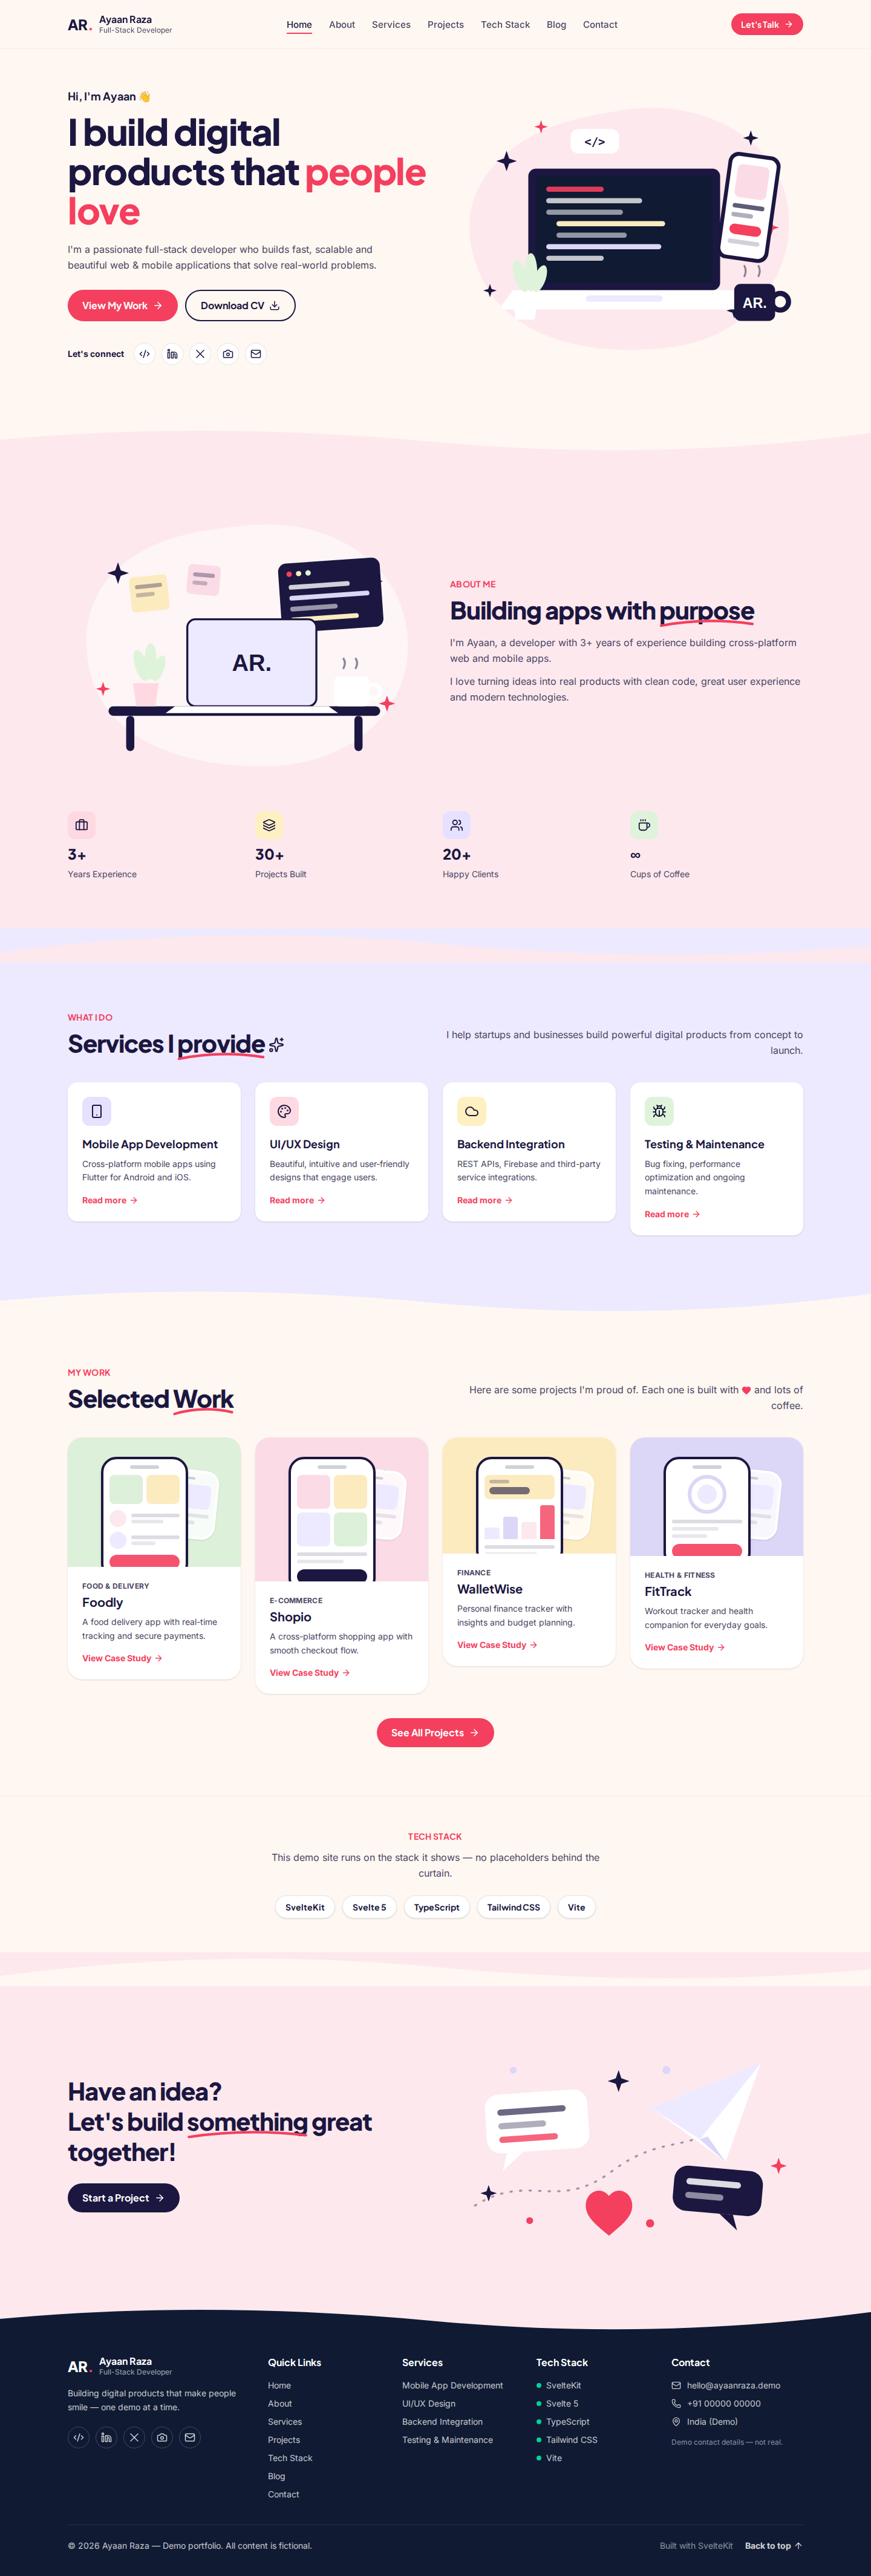 AR.
Ayaan Raza
Full-Stack Developer
Home
About
Services
Projects
Tech Stack
Blog
Contact
Let's Talk
Hi, I'm Ayaan 👋
I build digital
products that people
love
I'm a passionate full-stack developer who builds fast, scalable and
beautiful web & mobile applications that solve real-world problems.
View My Work
Download CV
Let's connect
</>
AR.
AR.
ABOUT ME
Building apps with purpose
I'm Ayaan, a developer with 3+ years of experience building cross-platform
web and mobile apps.
I love turning ideas into real products with clean code, great user experience
and modern technologies.
3+
Years Experience
30+
Projects Built
20+
Happy Clients
∞
Cups of Coffee
WHAT I DO
Services I provide
I help startups and businesses build powerful digital products from concept to
launch.
Mobile App Development
Cross-platform mobile apps using
Flutter for Android and iOS.
Read more
UI/UX Design
Beautiful, intuitive and user-friendly
designs that engage users.
Read more
Backend Integration
REST APIs, Firebase and third-party
service integrations.
Read more
Testing & Maintenance
Bug fixing, performance
optimization and ongoing
maintenance.
Read more
MY WORK
Selected Work
Here are some projects I'm proud of. Each one is built with ♥ and lots of
coffee.
FOOD & DELIVERY
Foodly
A food delivery app with real-time
tracking and secure payments.
View Case Study
E-COMMERCE
Shopio
A cross-platform shopping app with
smooth checkout flow.
View Case Study
FINANCE
WalletWise
Personal finance tracker with
insights and budget planning.
View Case Study
HEALTH & FITNESS
FitTrack
Workout tracker and health
companion for everyday goals.
View Case Study
See All Projects
TECH STACK
This demo site runs on the stack it shows — no placeholders behind the
curtain.
SvelteKit
Svelte 5
TypeScript
Tailwind CSS
Vite
Have an idea?
Let's build something great
together!
Start a Project
AR.
Ayaan Raza
Full-Stack Developer
Building digital products that make people
smile — one demo at a time.
Quick Links
Home
About
Services
Projects
Tech Stack
Blog
Contact
Services
Mobile App Development
UI/UX Design
Backend Integration
Testing & Maintenance
Tech Stack
SvelteKit
Svelte 5
TypeScript
Tailwind CSS
Vite
Contact
hello@ayaanraza.demo
+91 00000 00000
India (Demo)
Demo contact details — not real.
© 2026 Ayaan Raza — Demo portfolio. All content is fictional.
Built with SvelteKit
Back to top